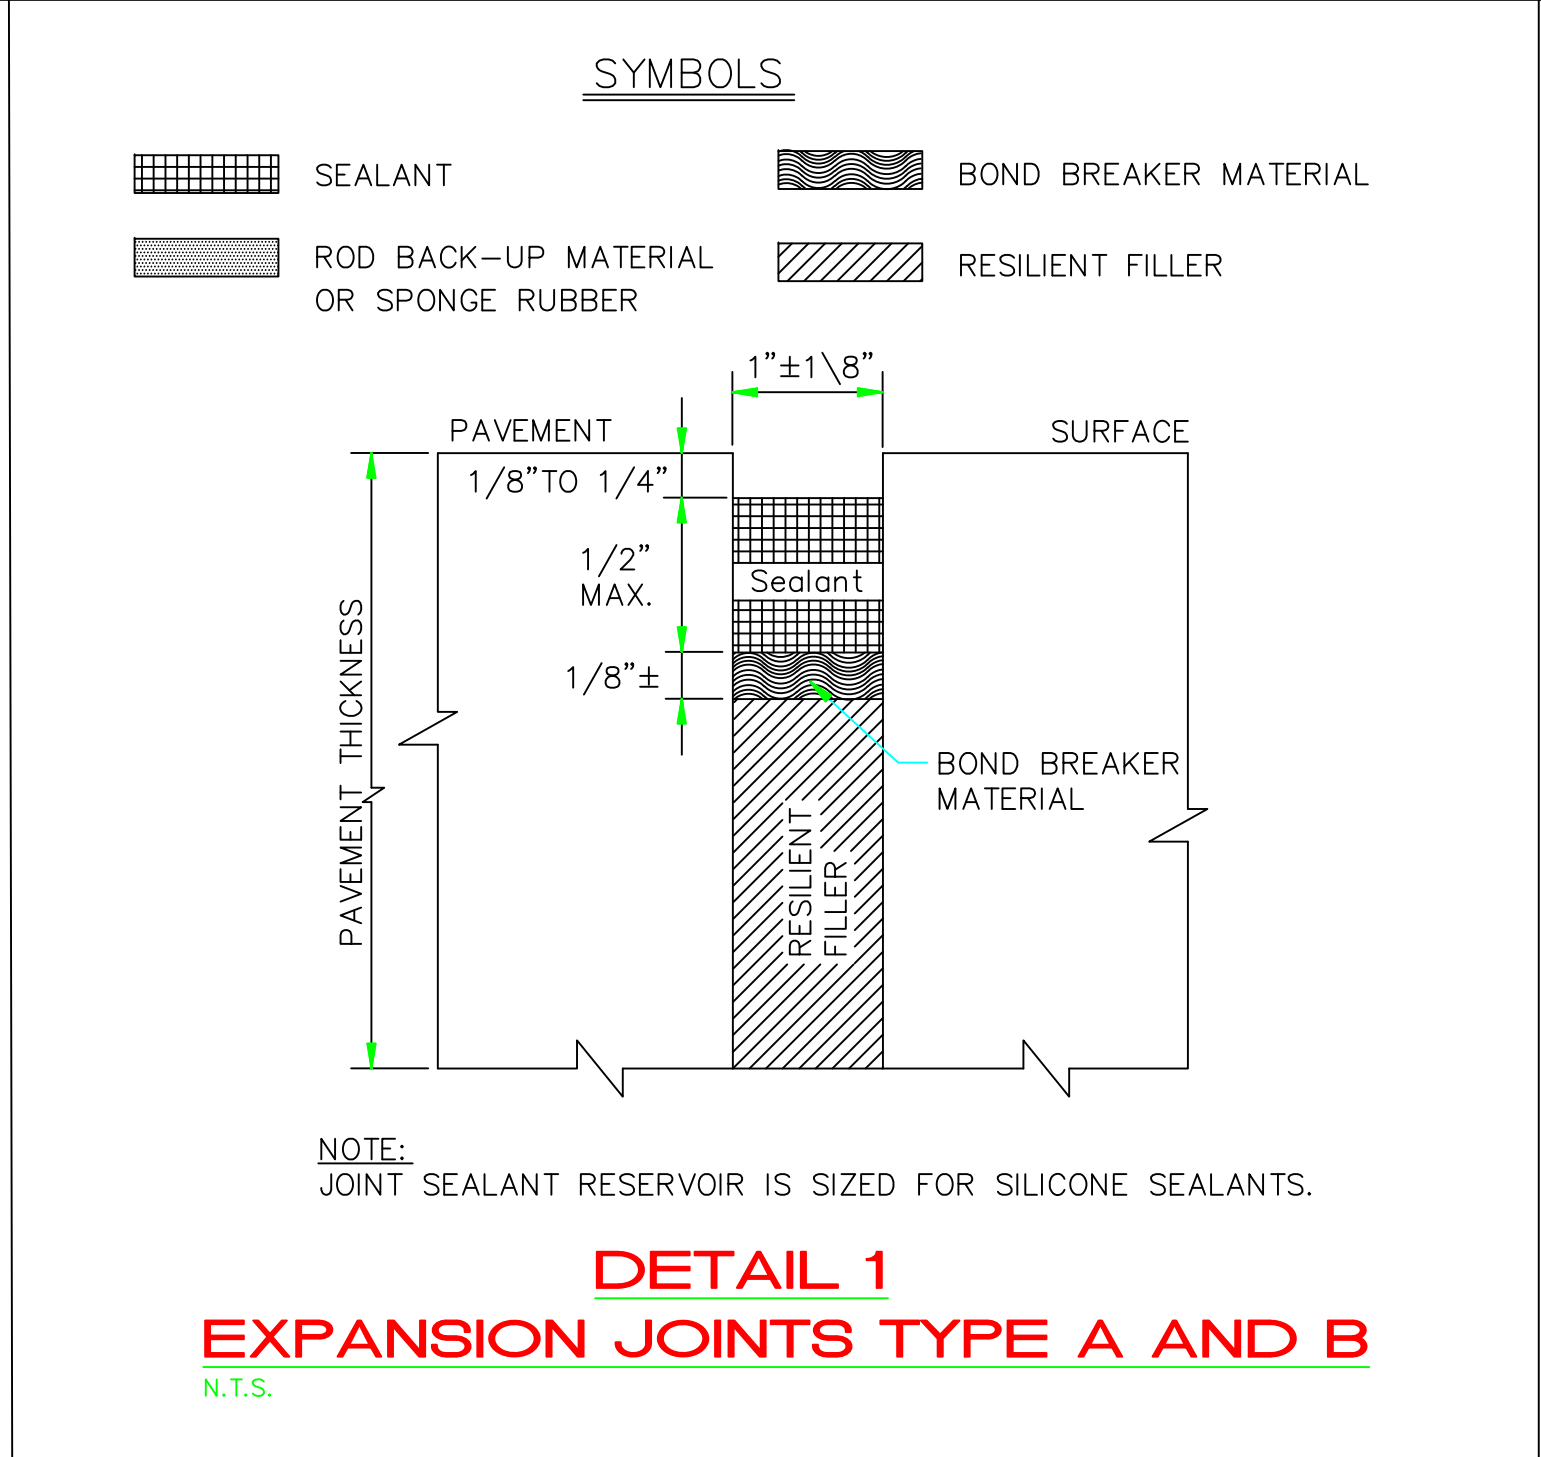 SYMBOLS
SEALANT
BOND BREAKER MATERIAL
ROD BACK-UP MATERIAL
OR SPONGE RUBBER
RESILIENT FILLER
1"±1\8"
PAVEMENT
SURFACE
1/8"TO 1/4"
1/2"
MAX.
Sealant
1/8"±
PAVEMENT THICKNESS
BOND BREAKER
MATERIAL
RESILIENT
FILLER
NOTE:
JOINT SEALANT RESERVOIR IS SIZED FOR SILICONE SEALANTS.
DETAIL 1
EXPANSION JOINTS TYPE A AND B
N.T.S.